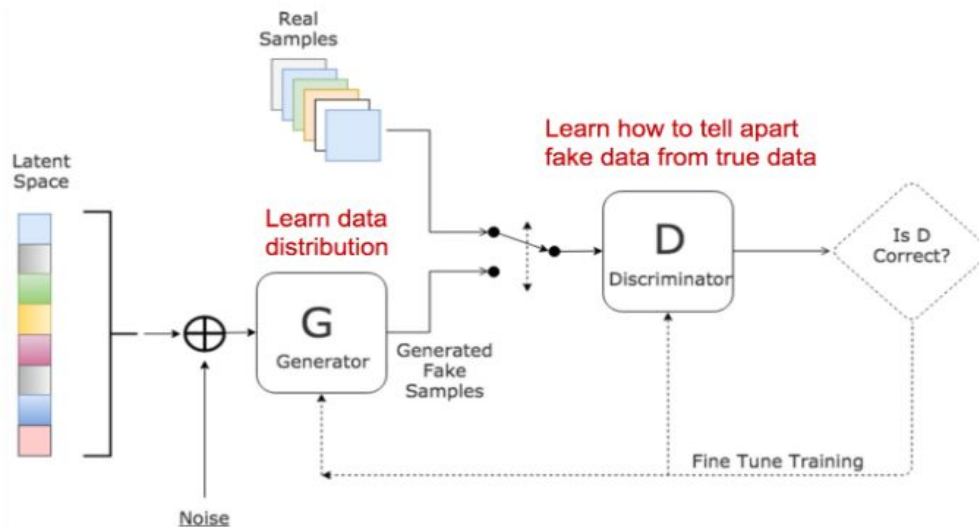 Real
Samples
Latent
Space
Learn data
distribution
Learn how to tell apart
fake data from true data
G
Generator
Generated
Fake
Samples
D
Discriminator
Is D
Correct?
Fine Tune Training
Noise